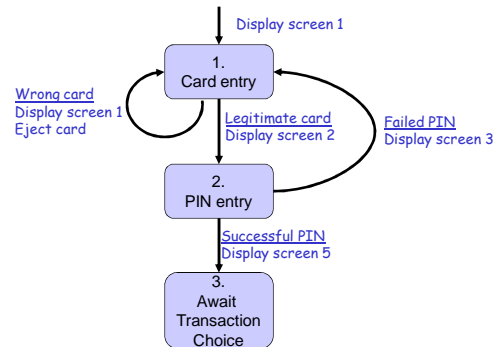 Display screen 1
1.
Card entry
Wrong card
Display screen 1
Eject card
Legitimate card
Display screen 2
Failed PIN
Display screen 3
2.
PIN entry
Successful PIN
Display screen 5
3.
Await
Transaction
Choice